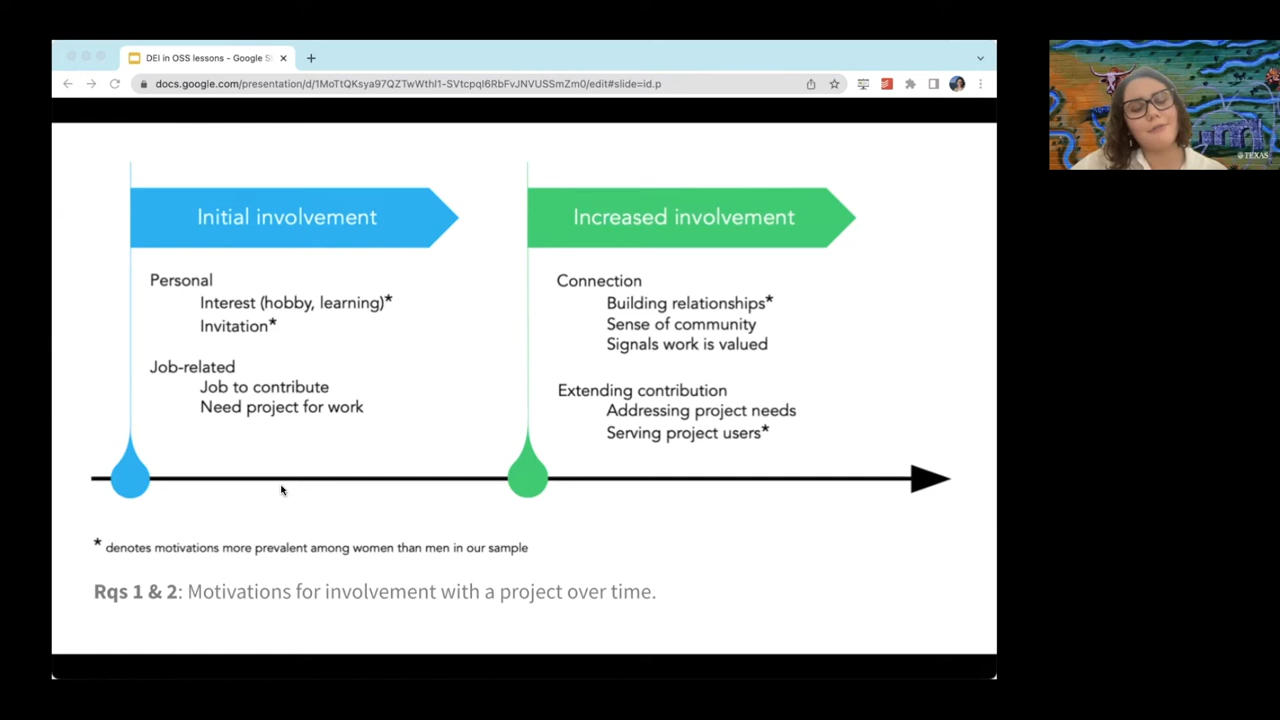 DEI in OSS lessons - Google S
docs.google.com/presentation/d/1MoTtQKsya97QZTwWthl1-SVtcpqI6RbFvJNVUSSmZm0/edit#slide=id.p
TEXAS
Initial involvement
Personal
Interest (hobby, learning)*
Invitation*
Job-related
Job to contribute
Need project for work
Increased involvement
Connection
Building relationships*
Sense of community
Signals work is valued
Extending contribution
Addressing project needs
Serving project users*
* denotes motivations more prevalent among women than men in our sample
Rqs 1 & 2: Motivations for involvement with a project over time.